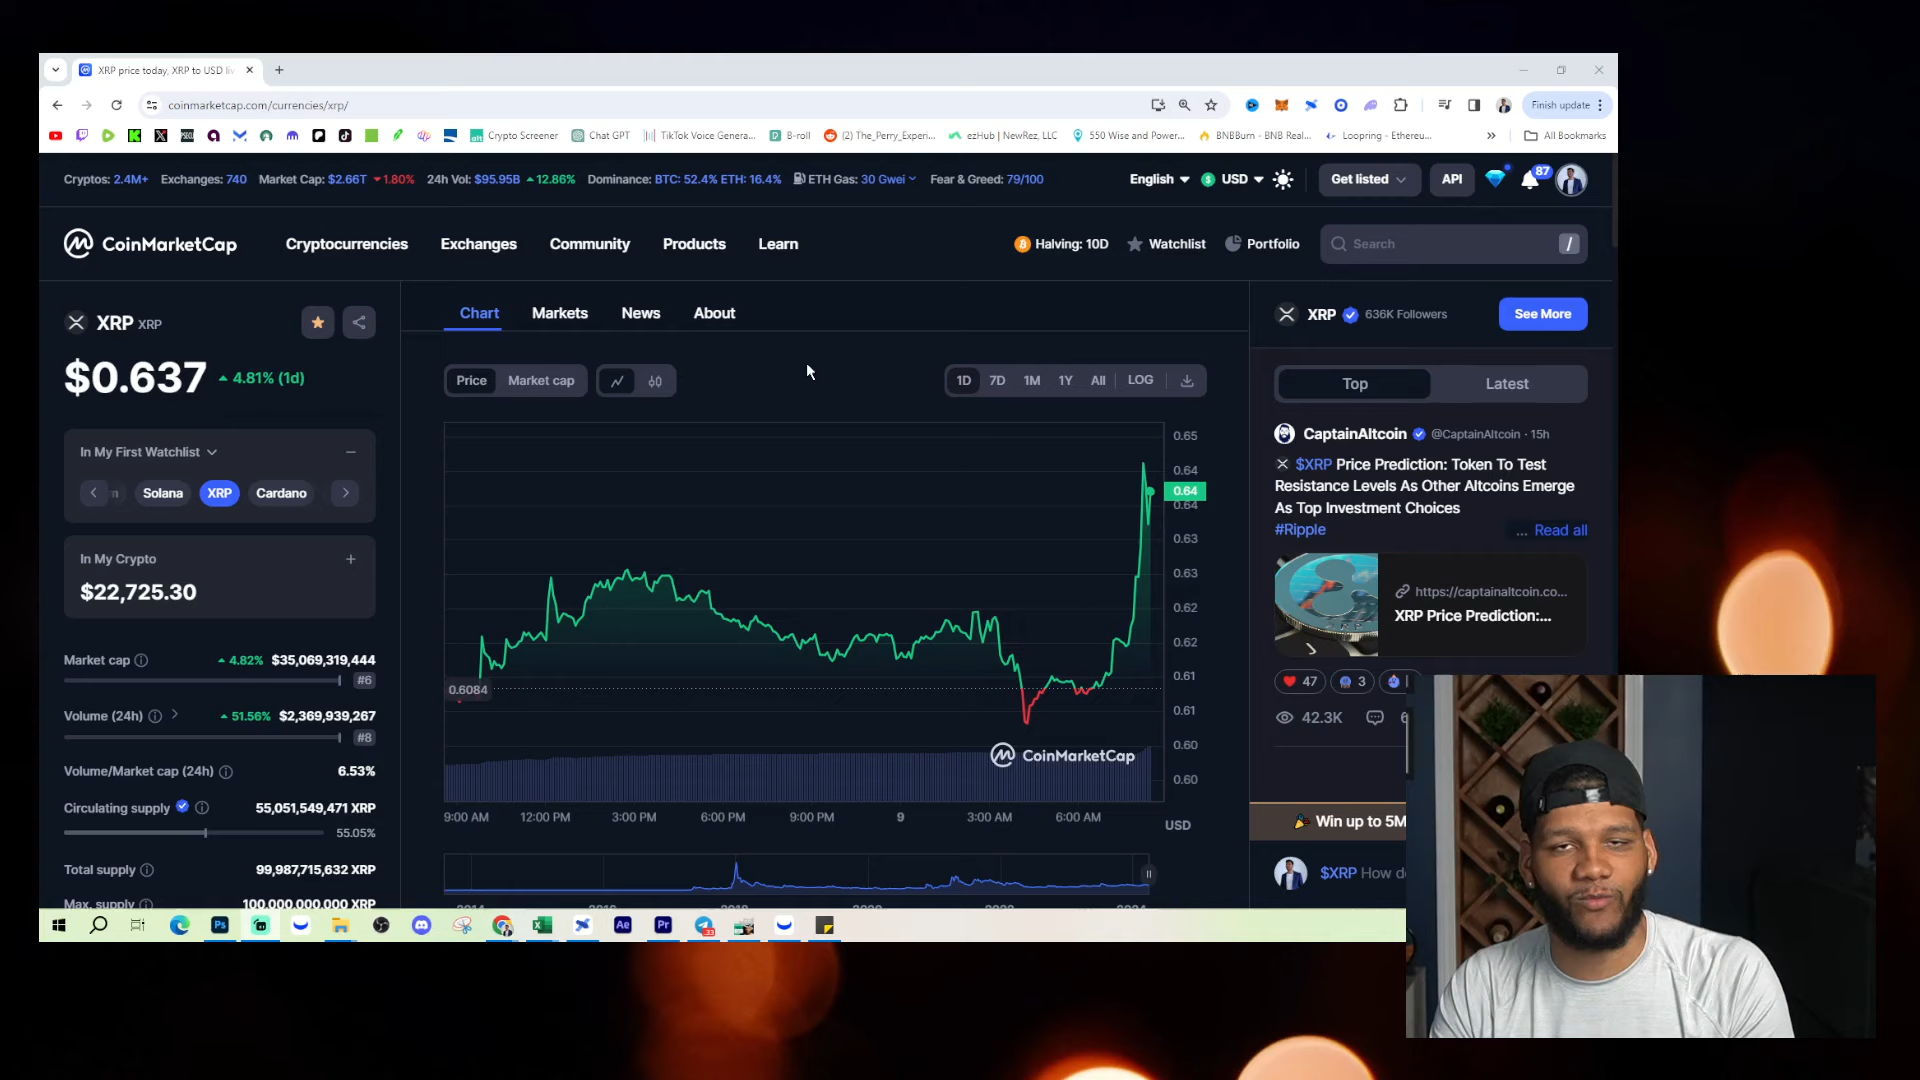 XRP price today, XRP to USD liv
coinmarketcap.com/currencies/xrp/
Finish update
Crypto Screener
Chat GPT
TikTok Voice Genera...
B-roll
(2) The_Perry_Experi...
ezHub | NewRez, LLC
550 Wise and Power...
BNBBurn - BNB Real...
Loopring - Ethereu...
All Bookmarks
Cryptos: 2.4M+ Exchanges: 740 Market Cap: $2.66T 1.80% 24h Vol: $95.95B 12.86% Dominance: BTC: 52.4% ETH: 16.4% ETH Gas: 30 Gwei Fear & Greed: 79/100
English USD Get listed API 87
CoinMarketCap Cryptocurrencies Exchanges Community Products Learn
Halving: 10D Watchlist Portfolio Search /
XRP XRP
$0.637 4.81% (1d)
In My First Watchlist
Solana XRP Cardano
In My Crypto
$22,725.30
Market cap 4.82% $35,069,319,444
#6
Volume (24h) 51.56% $2,369,939,267
#8
Volume/Market cap (24h) 6.53%
Circulating supply 55,051,549,471 XRP
55.05%
Total supply 99,987,715,632 XRP
Max. supply 100,000,000,000 XRP
Chart Markets News About
Price Market cap
1D 7D 1M 1Y All LOG
0.65
0.64
0.64
0.64
0.63
0.63
0.62
0.62
0.61
0.6084
0.61
0.60
0.60
CoinMarketCap
9:00 AM 12:00 PM 3:00 PM 6:00 PM 9:00 PM 9 3:00 AM 6:00 AM
USD
2014 2016 2018 2020 2022 2024
XRP 636K Followers See More
Top Latest
CaptainAltcoin @CaptainAltcoin · 15h
$XRP Price Prediction: Token To Test
Resistance Levels As Other Altcoins Emerge
As Top Investment Choices
#Ripple
... Read all
https://captainaltcoin.co...
XRP Price Prediction:...
47 3
42.3K
Win up to 5M
$XRP How do
Ps
Ae
Pr
33